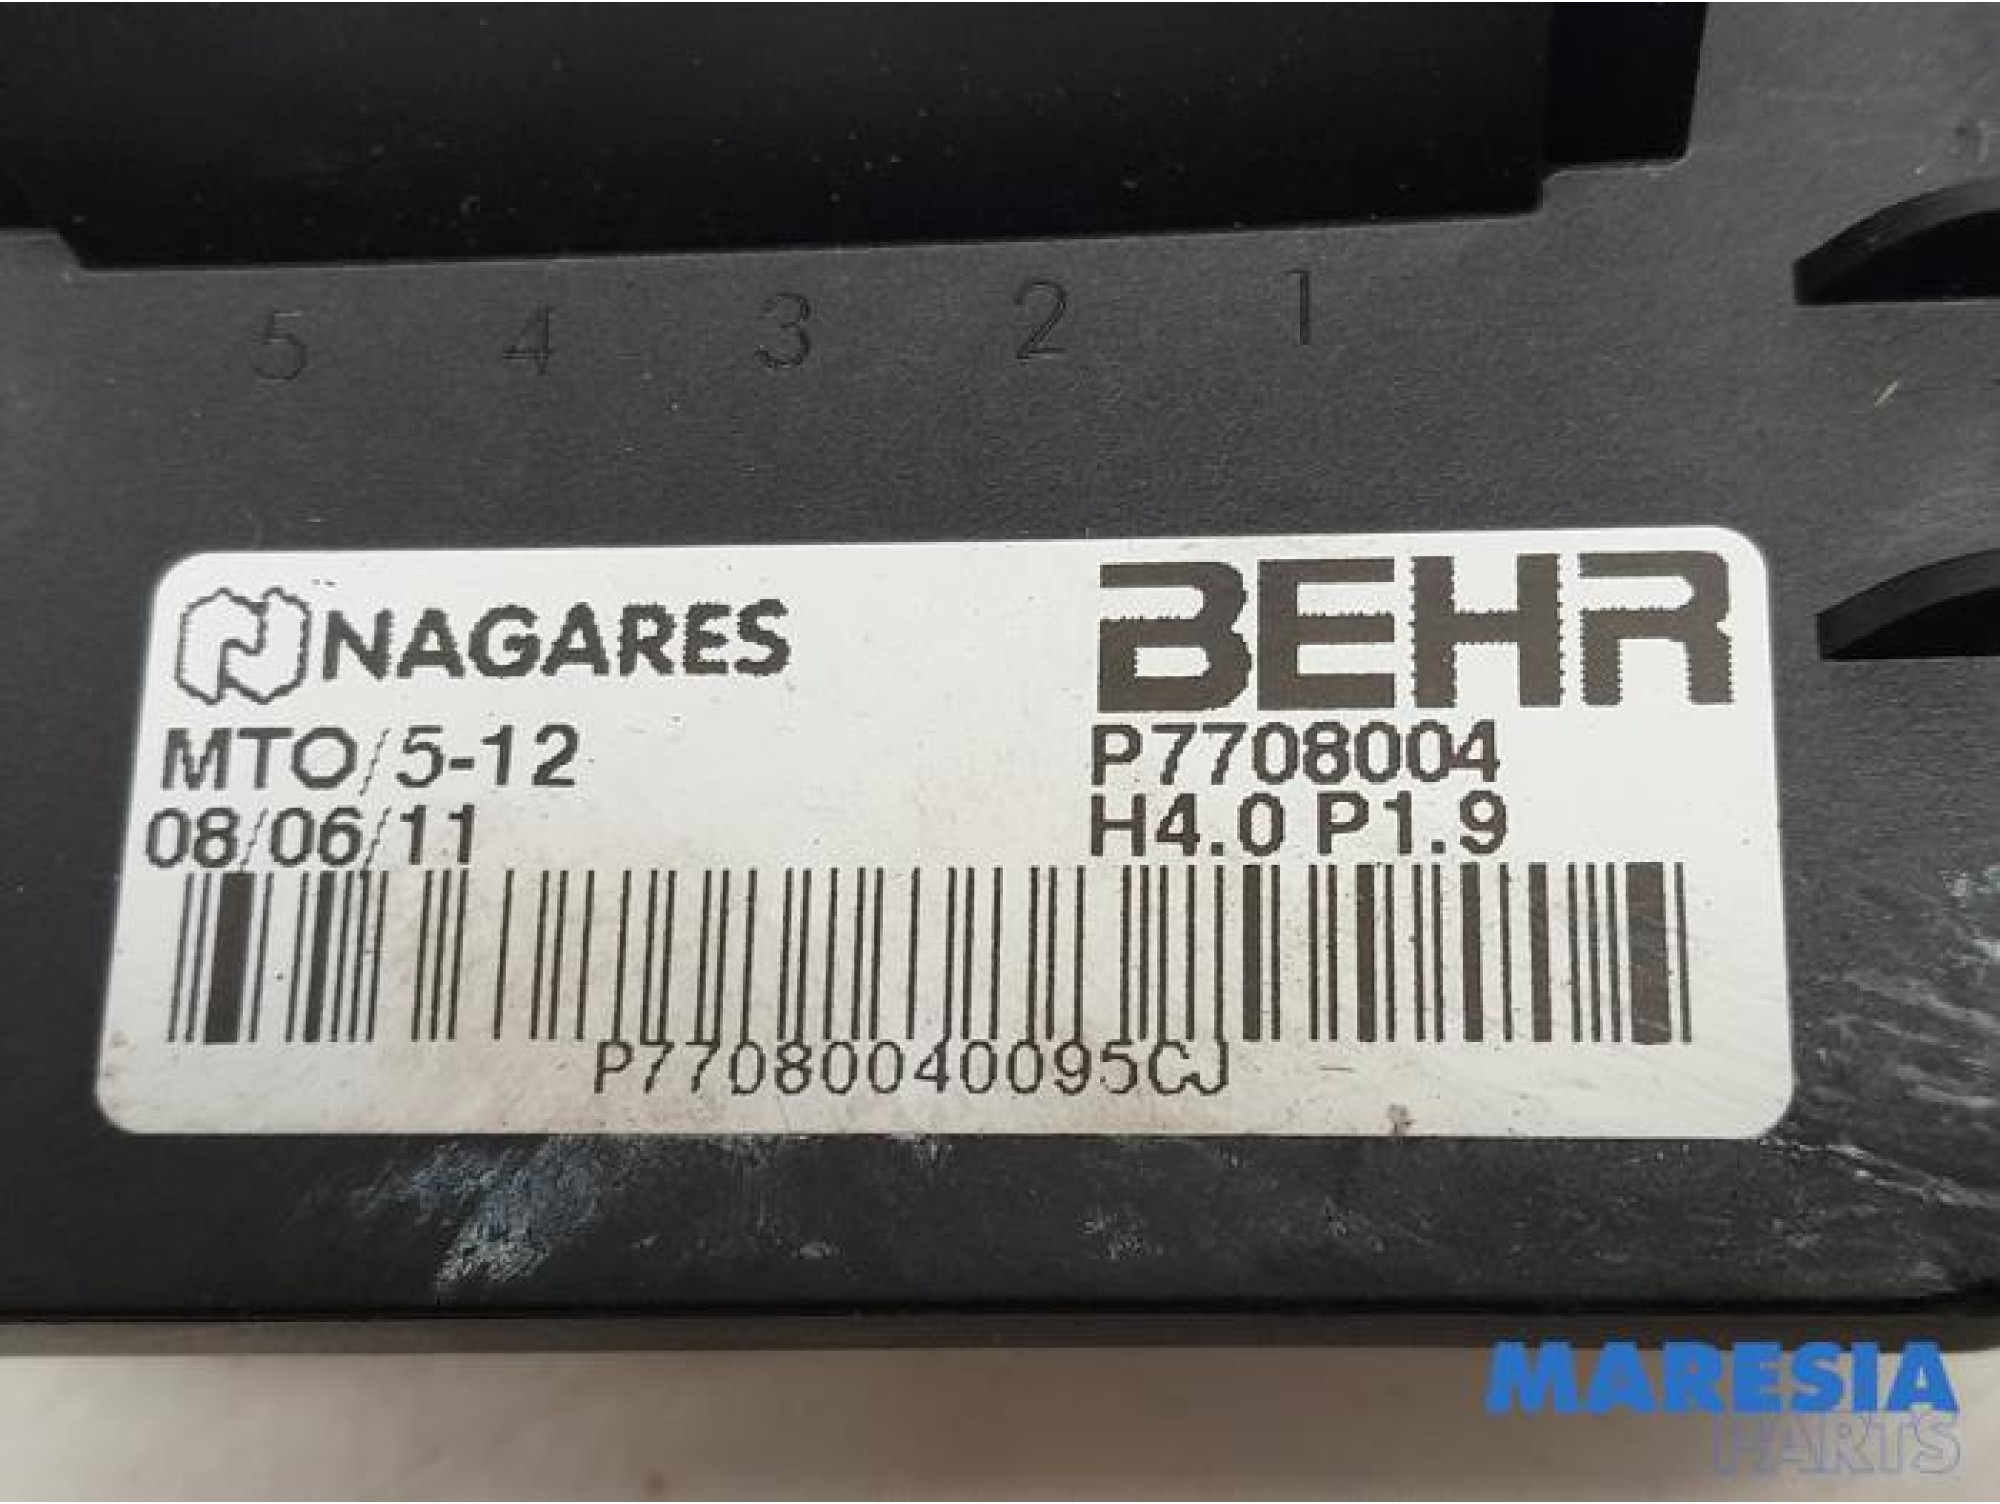 5 4 3 2 1
NAGARES BEHR
MTO/5-12 P7708004
08/06/11 H4.0 P1.9
P77080040095CJ
MARESIA
PARTS